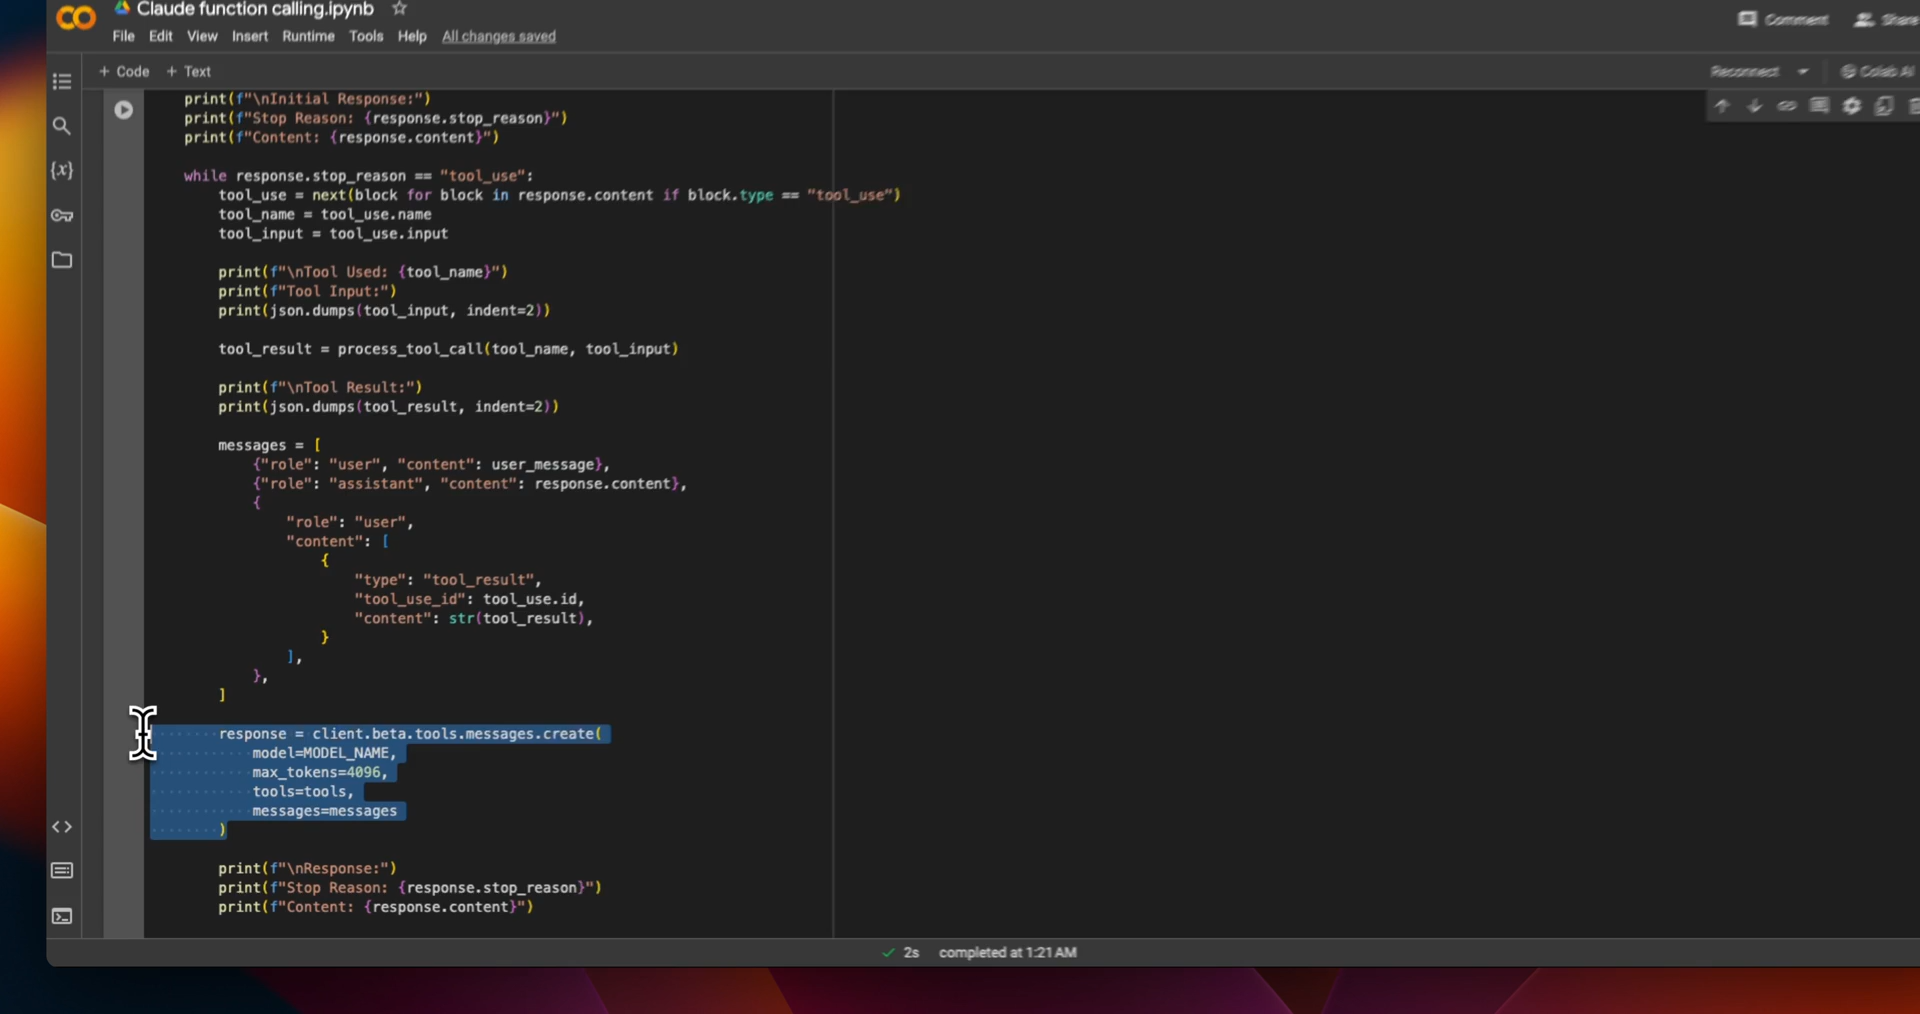 Claude function calling.ipynb
File Edit View Insert Runtime Tools Help All changes saved
Comment Share
+ Code + Text
Reconnect Colab AI
print(f"\nInitial Response:")
print(f"Stop Reason: {response.stop_reason}")
print(f"Content: {response.content}")
while response.stop_reason == "tool_use":
tool_use = next(block for block in response.content if block.type == "tool_use")
tool_name = tool_use.name
tool_input = tool_use.input
print(f"\nTool Used: {tool_name}")
print(f"Tool Input:")
print(json.dumps(tool_input, indent=2))
tool_result = process_tool_call(tool_name, tool_input)
print(f"\nTool Result:")
print(json.dumps(tool_result, indent=2))
messages = [
{"role": "user", "content": user_message},
{"role": "assistant", "content": response.content},
{
"role": "user",
"content": [
{
"type": "tool_result",
"tool_use_id": tool_use.id,
"content": str(tool_result),
}
],
},
]
response = client.beta.tools.messages.create(
model=MODEL_NAME,
max_tokens=4096,
tools=tools,
messages=messages
)
print(f"\nResponse:")
print(f"Stop Reason: {response.stop_reason}")
print(f"Content: {response.content}")
2s completed at 1:21 AM